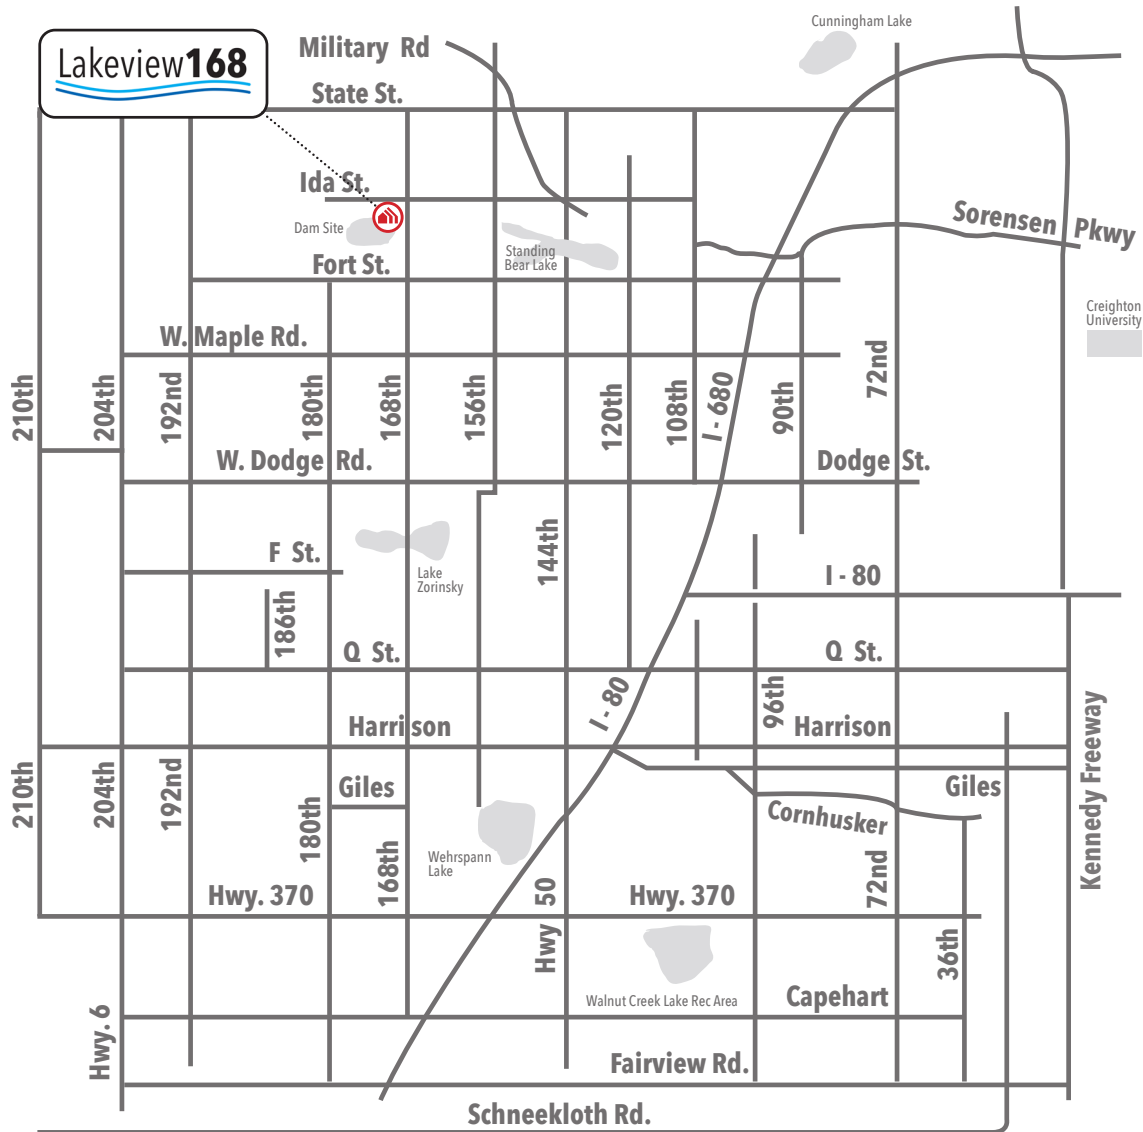 Cunningham Lake
Military Rd
Lakeview168
State St.
Ida St.
Dam Site
Sorensen Pkwy
Standing
Bear Lake
Fort St.
Creighton
University
W. Maple Rd.
210th
204th
192nd
180th
168th
156th
120th
108th
I - 680
90th
72nd
W. Dodge Rd.
Dodge St.
144th
F St.
Lake
Zorinsky
I - 80
186th
Q St.
Q St.
I - 80
96th
Harrison
Harrison
Kennedy Freeway
210th
204th
192nd
180th
Giles
Giles
Cornhusker
168th
Wehrspann
Lake
72nd
Hwy. 370
Hwy 50
Hwy. 370
36th
Walnut Creek Lake Rec Area
Capehart
Hwy. 6
Fairview Rd.
Schneekloth Rd.